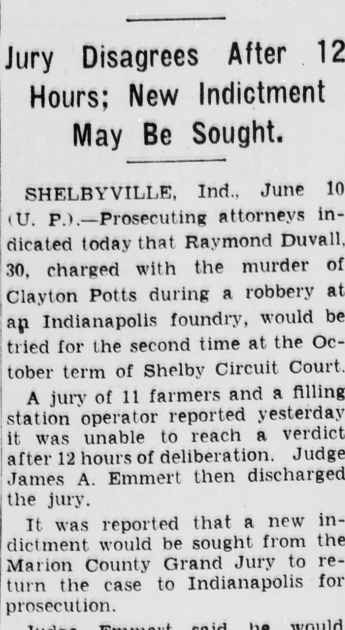 Jury Disagrees After 12
Hours; New Indictment
May Be Sought.
SHELBYVILLE, Ind., June 10
(U. P.).—Prosecuting attorneys in-
dicated today that Raymond Duvall,
30, charged with the murder of
Clayton Potts during a robbery at
an Indianapolis foundry, would be
tried for the second time at the Oc-
tober term of Shelby Circuit Court.
A jury of 11 farmers and a filling
station operator reported yesterday
it was unable to reach a verdict
after 12 hours of deliberation. Judge
James A. Emmert then discharged
the jury.
It was reported that a new in-
dictment would be sought from the
Marion County Grand Jury to re-
turn the case to Indianapolis for
prosecution.
Judge Emmert said he would